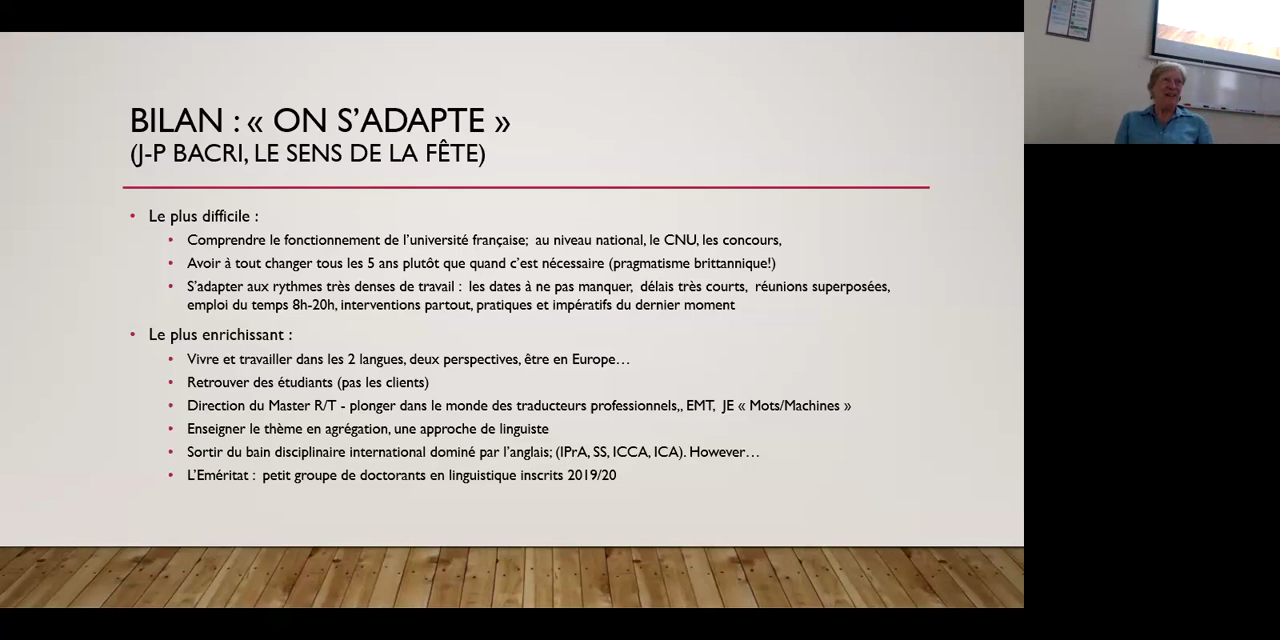 BILAN : « ON S’ADAPTE »
(J-P BACRI, LE SENS DE LA FÊTE)
• Le plus difficile :
• Comprendre le fonctionnement de l’université française; au niveau national, le CNU, les concours,
• Avoir à tout changer tous les 5 ans plutôt que quand c’est nécessaire (pragmatisme brittannique!)
• S’adapter aux rythmes très denses de travail : les dates à ne pas manquer, délais très courts, réunions superposées,
emploi du temps 8h-20h, interventions partout, pratiques et impératifs du dernier moment
• Le plus enrichissant :
• Vivre et travailler dans les 2 langues, deux perspectives, être en Europe…
• Retrouver des étudiants (pas les clients)
• Direction du Master R/T - plonger dans le monde des traducteurs professionnels,, EMT, JE « Mots/Machines »
• Enseigner le thème en agrégation, une approche de linguiste
• Sortir du bain disciplinaire international dominé par l’anglais; (IPrA, SS, ICCA, ICA). However…
• L’Eméritat : petit groupe de doctorants en linguistique inscrits 2019/20